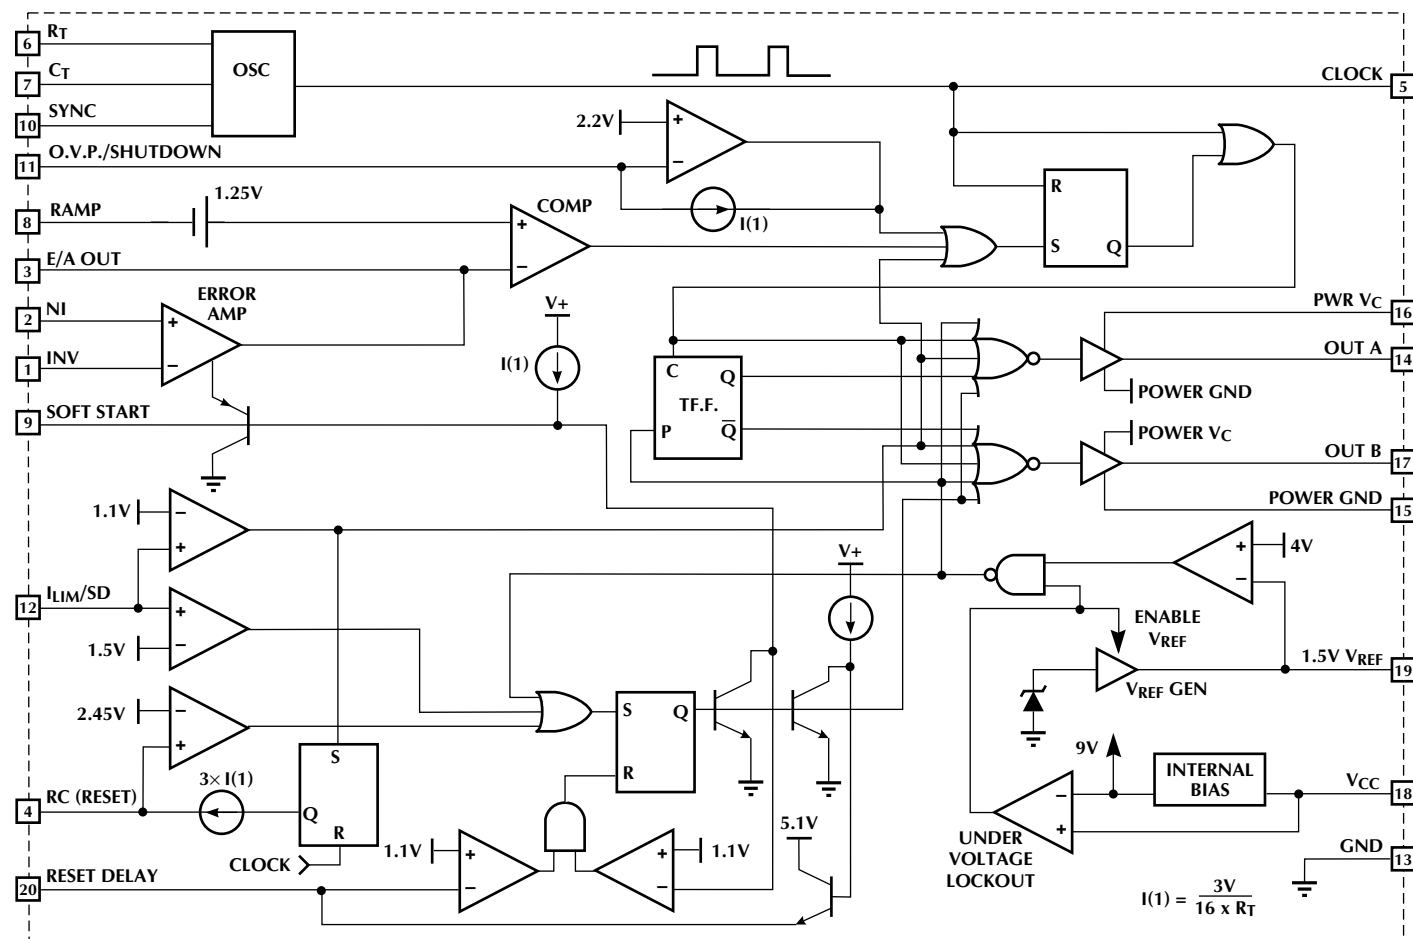 6 RT
7 CT
10 SYNC
OSC
CLOCK 5
11 O.V.P./SHUTDOWN
2.2V + −
I(1)
8 RAMP
1.25V
COMP
+ −
3 E/A OUT
R
S Q
2 NI
1 INV
ERROR
AMP
+ −
V+
I(1)
9 SOFT START
C Q
TF.F.
P Q̅
PWR VC 16
OUT A 14
POWER GND
POWER VC
OUT B 17
POWER GND 15
1.1V − +
12 ILIM/SD
1.5V + −
V+
+ 4V
−
ENABLE
VREF
1.5V VREF 19
VREF GEN
2.45V − +
S Q
R
4 RC (RESET)
3× I(1)
S
Q
R
CLOCK
9V
INTERNAL
BIAS
VCC 18
− +
UNDER
VOLTAGE
LOCKOUT
GND 13
1.1V + −
+ 1.1V
−
5.1V
20 RESET DELAY
I(1) = 3V
16 x RT